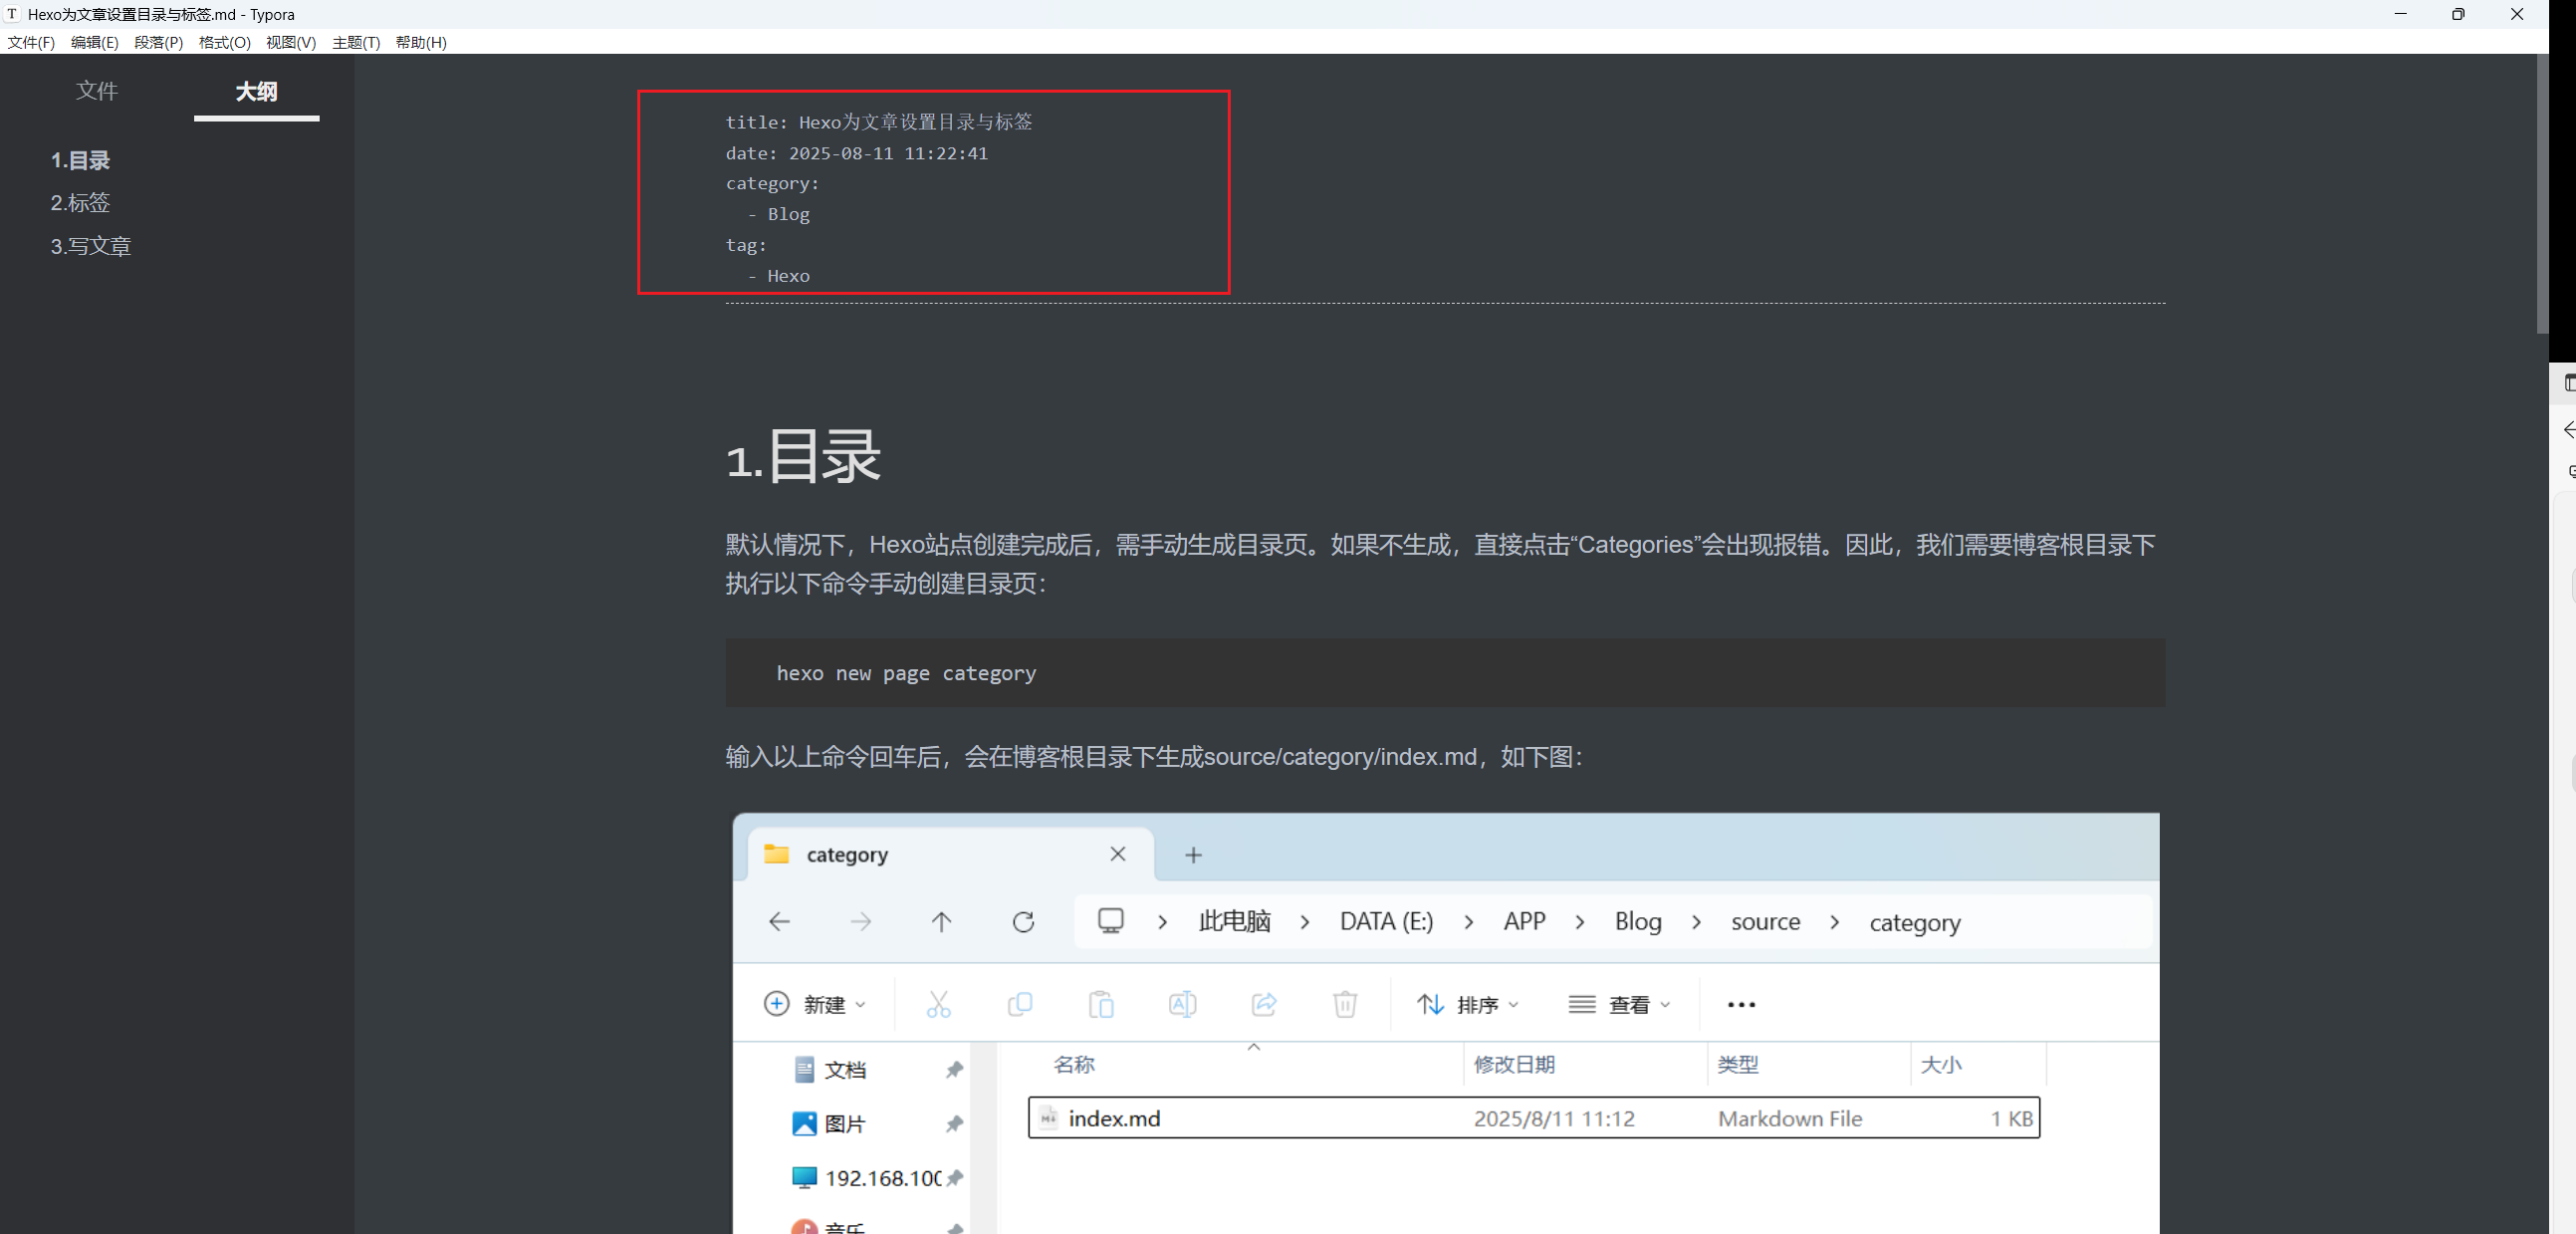 Hexo为文章设置目录与标签.md - Typora
文件(F) 编辑(E) 段落(P) 格式(O) 视图(V) 主题(T) 帮助(H)
文件 大纲
1.目录
2.标签
3.写文章
title: Hexo为文章设置目录与标签
date: 2025-08-11 11:22:41
category:
- Blog
tag:
- Hexo
1.目录
默认情况下，Hexo站点创建完成后，需手动生成目录页。如果不生成，直接点击“Categories”会出现报错。因此，我们需要博客根目录下
执行以下命令手动创建目录页：
hexo new page category
输入以上命令回车后，会在博客根目录下生成source/category/index.md，如下图：
category
此电脑 > DATA (E:) > APP > Blog > source > category
新建 排序 查看
名称 修改日期 类型 大小
index.md 2025/8/11 11:12 Markdown File 1 KB
文档
图片
192.168.100
音乐